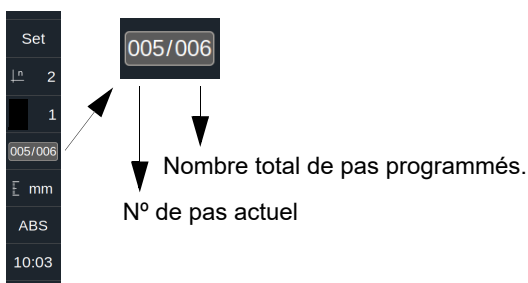 Set
n 2
1
005/006
mm
ABS
10:03
005/006
Nombre total de pas programmés.
Nº de pas actuel